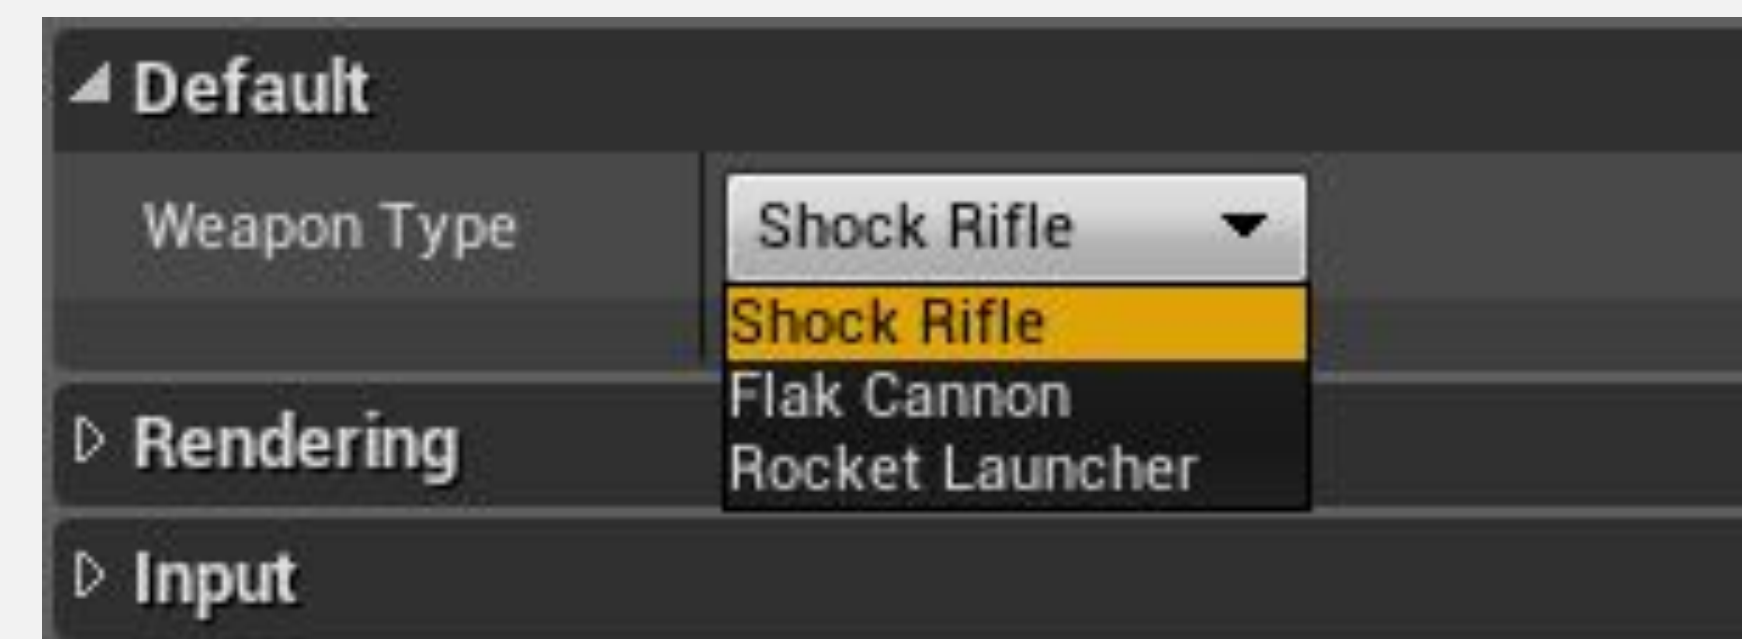 Default
Weapon Type
Shock Rifle
Shock Rifle
Flak Cannon
Rocket Launcher
Rendering
Input